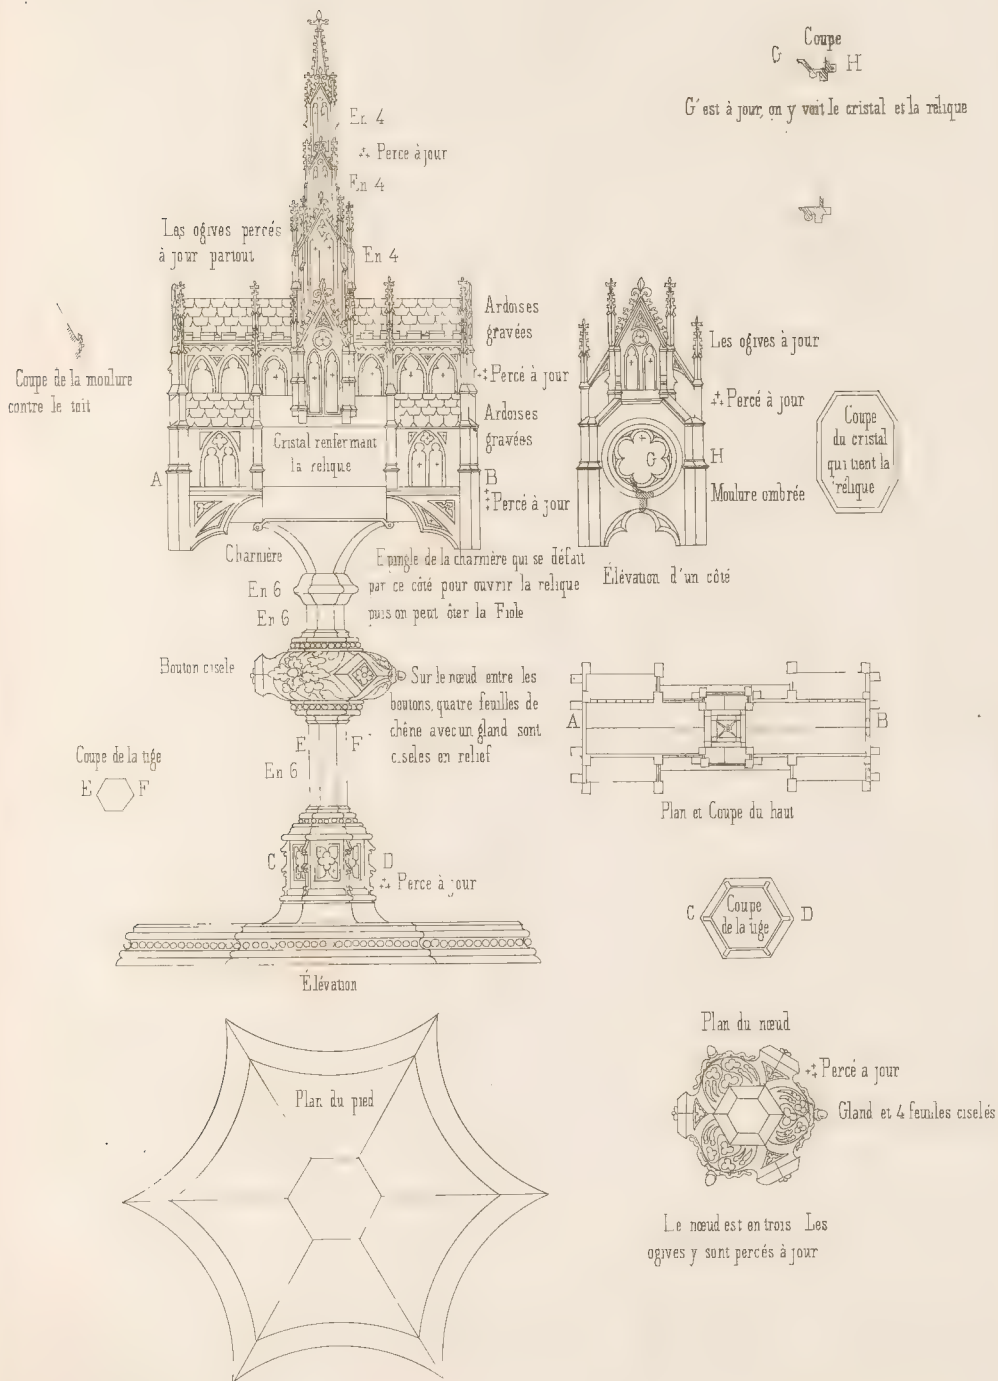 Coupe
G H
G est à jour, on y voit le cristal et la rélique
En 4
Percé à jour
En 4
Les ogives percés
à jour partout
En 4
Ardoises
gravées
Percé à jour
Ardoises
gravées
Coupe de la moulure
contre le toit
Cristal renfermant
la relique
A B
Percé à jour
Les ogives à jour
Percé à jour
G H
Moulure ombrée
Coupe
du cristal
qui tient la
rélique
Élévation d'un côté
Charnière
Epingle de la charnière qui se défait
par ce côté pour ouvrir la relique
puis on peut ôter la Fiole
En 6
En 6
Bouton ciselé
Sur le nœud entre les
boutons, quatre feuilles de
chêne avec un gland sont
ciselés en relief
E F
En 6
Coupe de la tige
E F
A B
Plan et Coupe du haut
C D
Perce à jour
Élévation
C D
Coupe
de la tige
Plan du pied
Plan du nœud
Percé a jour
Gland et 4 feuilles ciselés
Le nœud est en trois Les
ogives y sont percés à jour